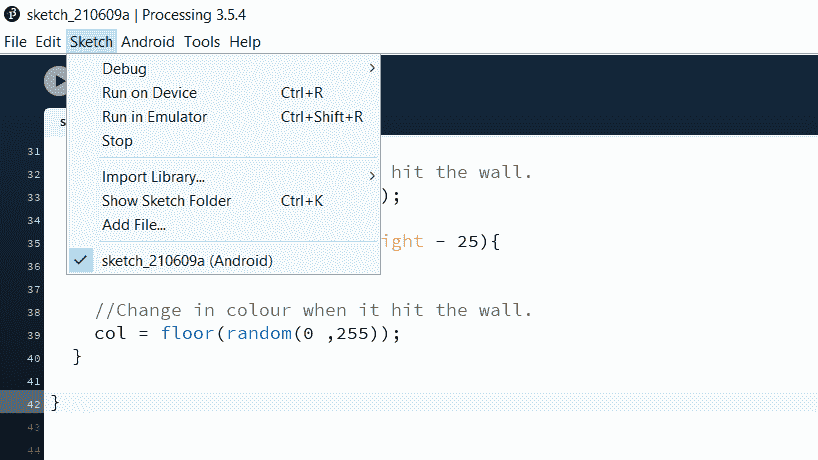 sketch_210609a | Processing 3.5.4
File Edit Sketch Android Tools Help
Debug
Run on Device Ctrl+R
Run in Emulator Ctrl+Shift+R
Stop
Import Library...
Show Sketch Folder Ctrl+K
Add File...
sketch_210609a (Android)
s
31
32 hit the wall.
33 );
34
35 ight - 25){
36
37
38 //Change in colour when it hit the wall.
39 col = floor(random(0 ,255));
40 }
41
42 }
43
44